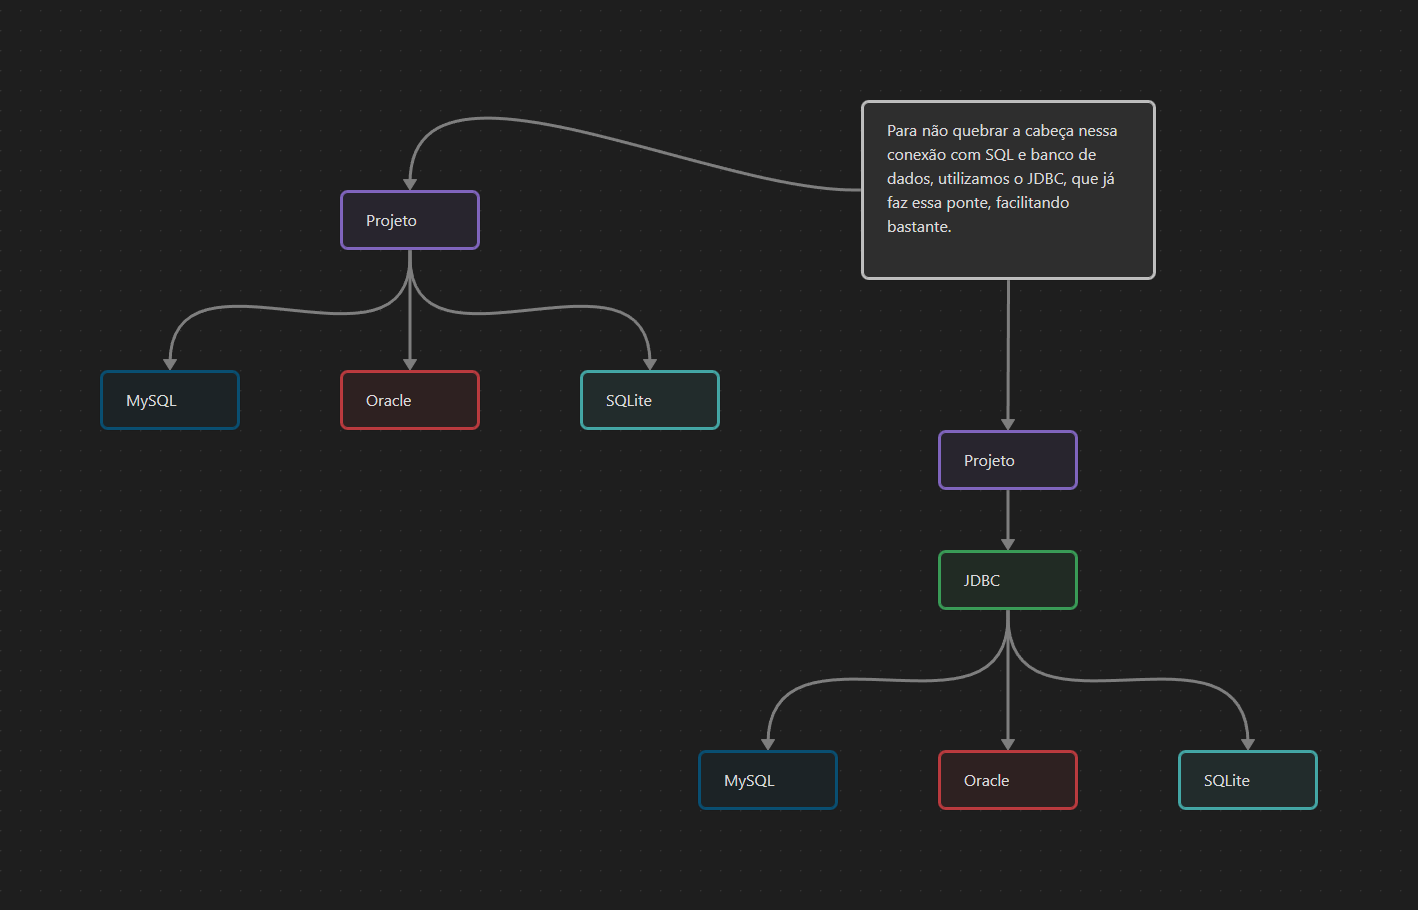 Para não quebrar a cabeça nessa
conexão com SQL e banco de
dados, utilizamos o JDBC, que já
faz essa ponte, facilitando
bastante.
Projeto
MySQL
Oracle
SQLite
Projeto
JDBC
MySQL
Oracle
SQLite